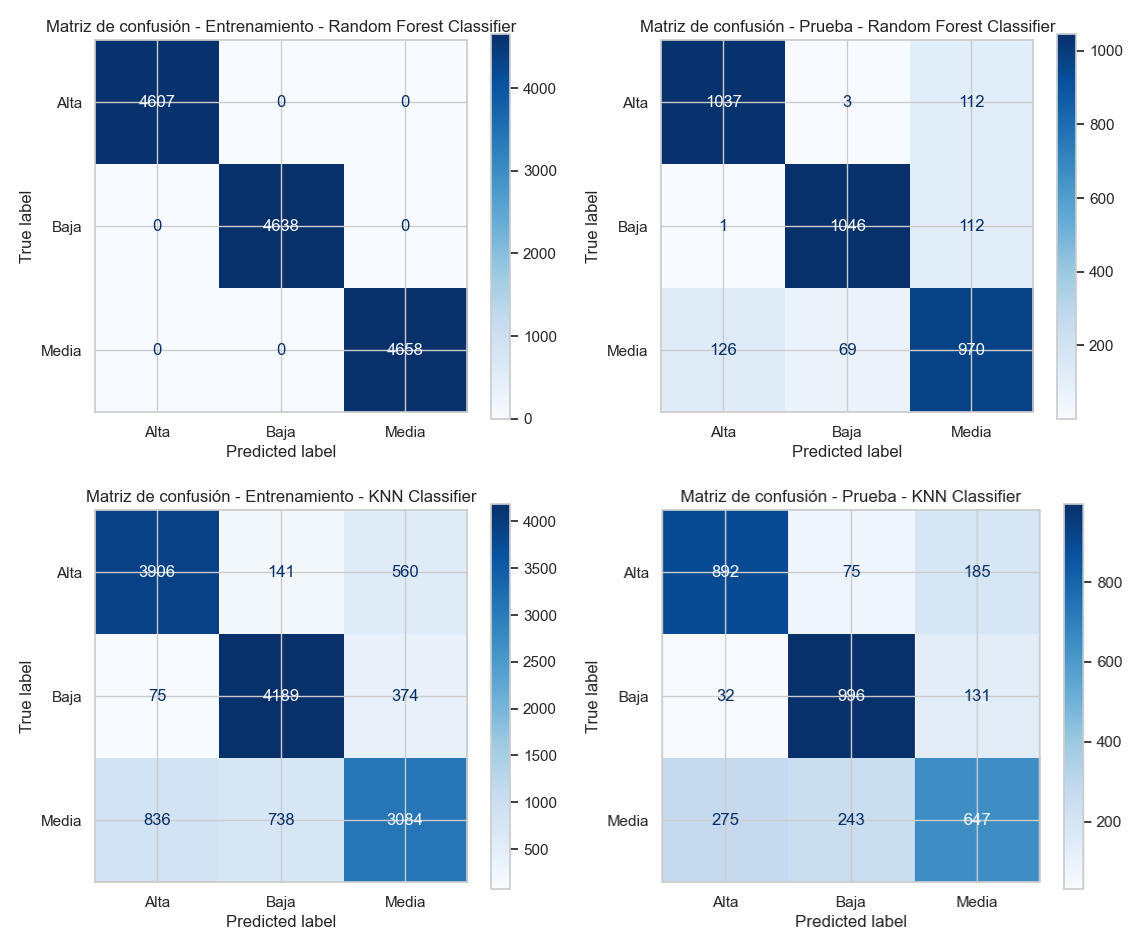 Matriz de confusión - Entrenamiento - Random Forest Classifier
Alta
Baja
Media
True label
4607 0 0
0 4638 0
0 0 4658
Alta Baja Media
Predicted label
4000
3000
2000
1000
0
Matriz de confusión - Prueba - Random Forest Classifier
Alta
Baja
Media
True label
1037 3 112
1 1046 112
126 69 970
Alta Baja Media
Predicted label
1000
800
600
400
200
Matriz de confusión - Entrenamiento - KNN Classifier
Alta
Baja
Media
True label
3906 141 560
75 4189 374
836 738 3084
Alta Baja Media
Predicted label
4000
3500
3000
2500
2000
1500
1000
500
Matriz de confusión - Prueba - KNN Classifier
Alta
Baja
Media
True label
892 75 185
32 996 131
275 243 647
Alta Baja Media
Predicted label
800
600
400
200